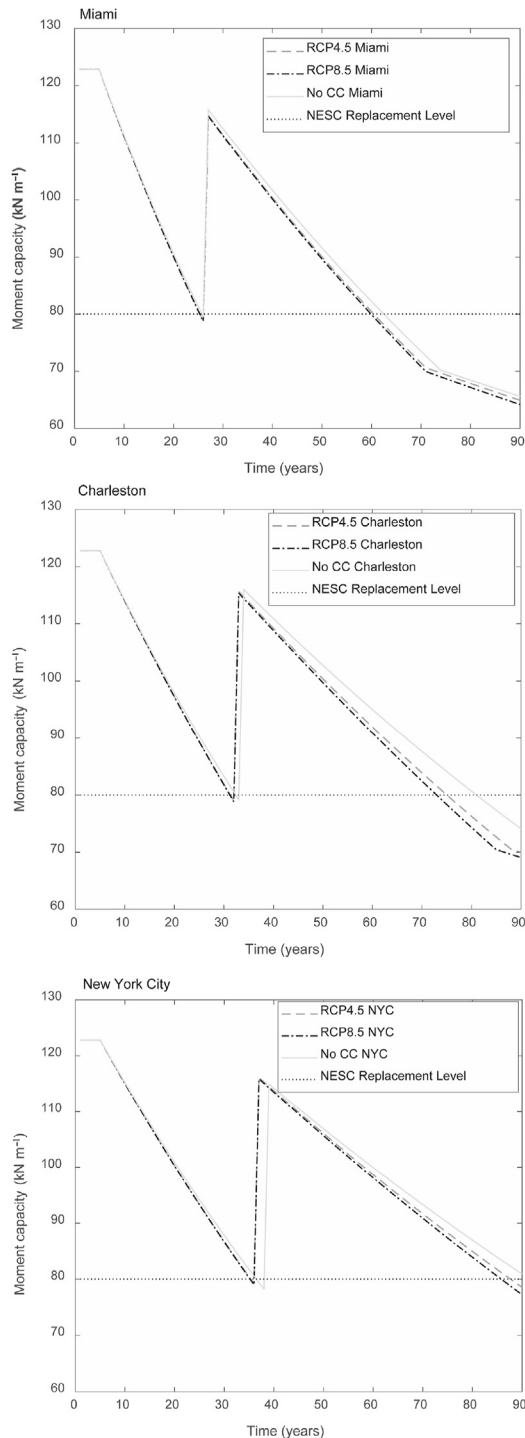 Miami
130
120
110
100
90
80
70
60
Moment capacity (kN m⁻¹)
RCP4.5 Miami
RCP8.5 Miami
No CC Miami
NESC Replacement Level
0 10 20 30 40 50 60 70 80 90
Time (years)
Charleston
130
120
110
100
90
80
70
60
Moment capacity (kN m⁻¹)
RCP4.5 Charleston
RCP8.5 Charleston
No CC Charleston
NESC Replacement Level
0 10 20 30 40 50 60 70 80 90
Time (years)
New York City
130
120
110
100
90
80
70
60
Moment capacity (kN m⁻¹)
RCP4.5 NYC
RCP8.5 NYC
No CC NYC
NESC Replacement Level
0 10 20 30 40 50 60 70 80 90
Time (years)